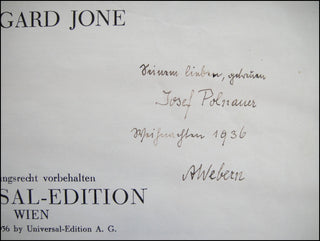 GARD JONE
Seinem lieben, getreuen
Josef Polnauer
Weihnachten 1936
AWebern
ngsrecht vorbehalten
SAL-EDITION
WIEN
36 by Universal-Edition A. G.